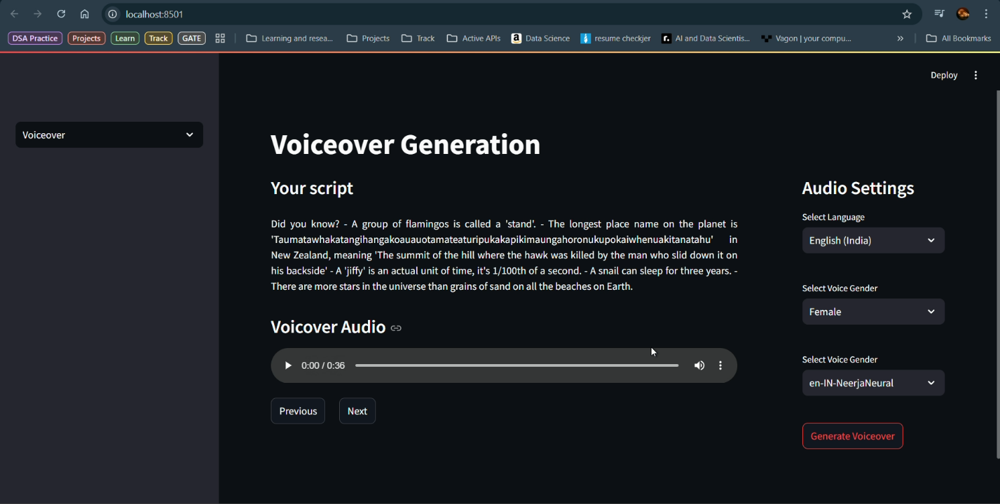 localhost:8501
DSA Practice Projects Learn Track GATE Learning and resea... Projects Track Active APIs Data Science resume checkjer AI and Data Scientis... Vagon | your compu... » All Bookmarks
Deploy
Voiceover
Voiceover Generation
Your script
Did you know? - A group of flamingos is called a 'stand'. - The longest place name on the planet is
'Taumatawhakatangihangakoauauotamateaturipukakapikimaungahoronukupokaiwhenuakitanatahu' in
New Zealand, meaning 'The summit of the hill where the hawk was killed by the man who slid down it on
his backside' - A 'jiffy' is an actual unit of time, it's 1/100th of a second. - A snail can sleep for three years. -
There are more stars in the universe than grains of sand on all the beaches on Earth.
Voicover Audio
0:00 / 0:36
Previous Next
Audio Settings
Select Language
English (India)
Select Voice Gender
Female
Select Voice Gender
en-IN-NeerjaNeural
Generate Voiceover